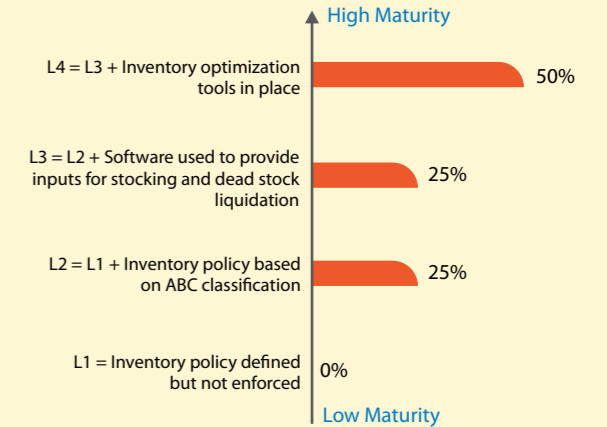 High Maturity
L4 = L3 + Inventory optimization
tools in place
50%
L3 = L2 + Software used to provide
inputs for stocking and dead stock
liquidation
25%
L2 = L1 + Inventory policy based
on ABC classification
25%
L1 = Inventory policy defined
but not enforced
0%
Low Maturity